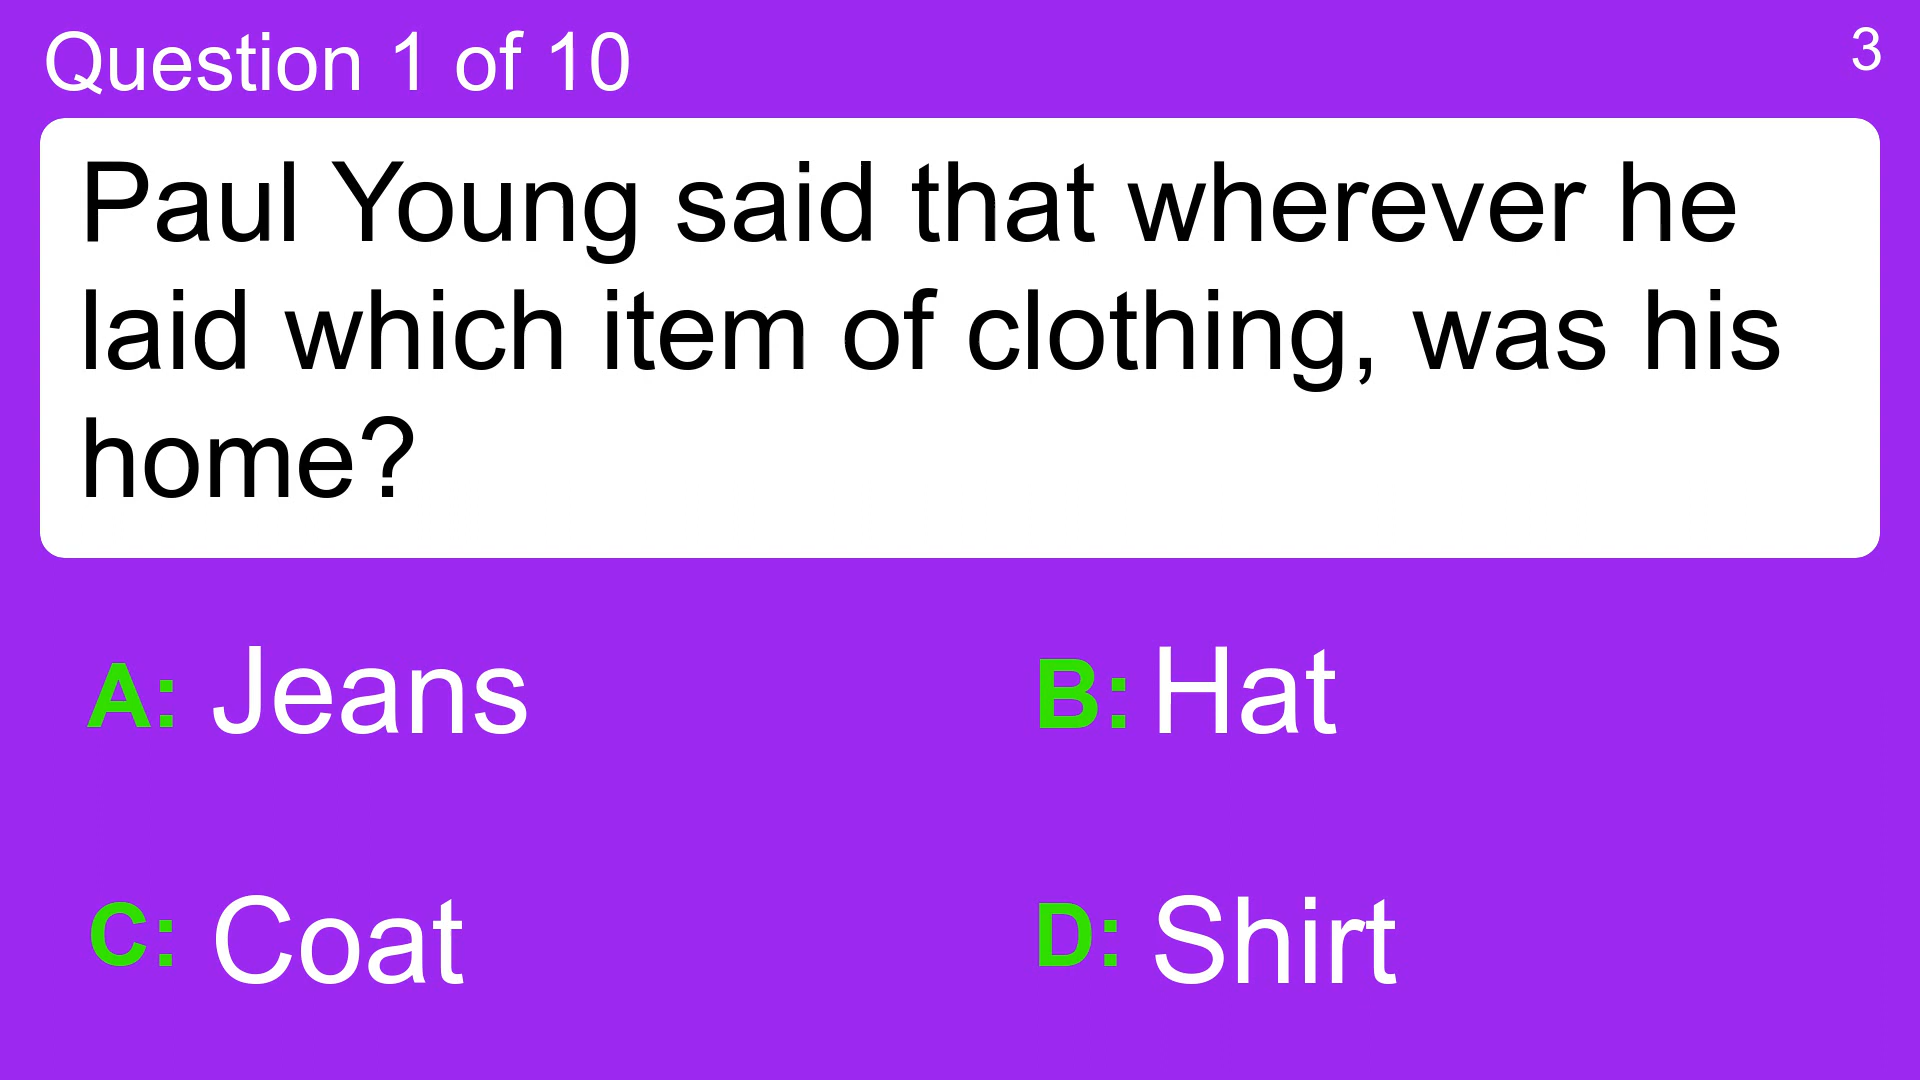 Question 1 of 10
3
Paul Young said that wherever he
laid which item of clothing, was his
home?
A: Jeans
B: Hat
C: Coat
D: Shirt